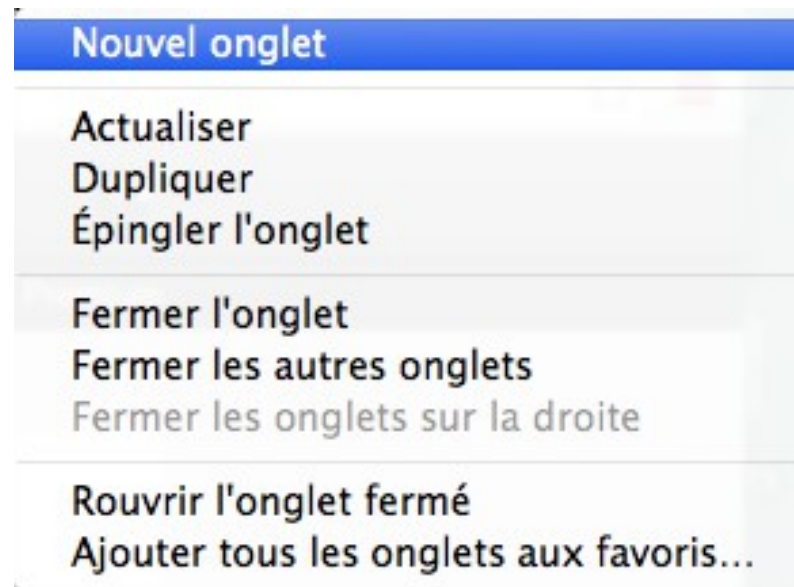 Nouvel onglet
Actualiser
Dupliquer
Épingler l'onglet
Fermer l'onglet
Fermer les autres onglets
Fermer les onglets sur la droite
Rouvrir l'onglet fermé
Ajouter tous les onglets aux favoris...